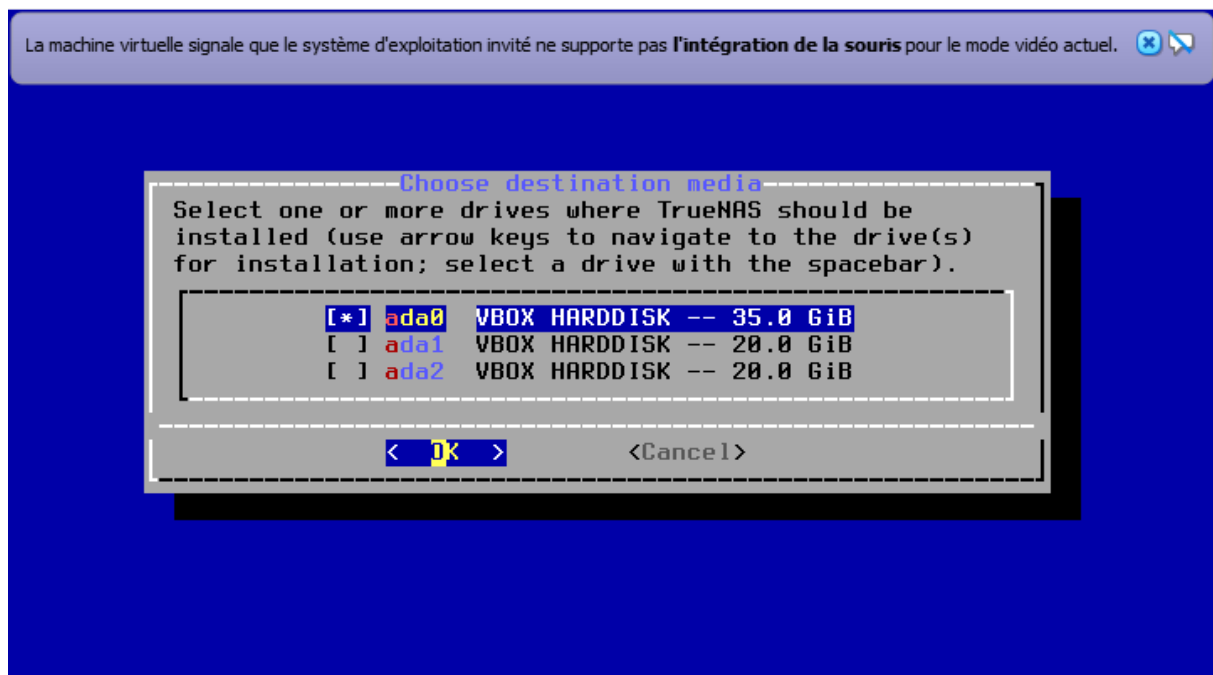 La machine virtuelle signale que le système d'exploitation invité ne supporte pas l'intégration de la souris pour le mode vidéo actuel.
Choose destination media
Select one or more drives where TrueNAS should be
installed (use arrow keys to navigate to the drive(s)
for installation; select a drive with the spacebar).
[*] ada0 VBOX HARDDISK -- 35.0 GiB
[ ] ada1 VBOX HARDDISK -- 20.0 GiB
[ ] ada2 VBOX HARDDISK -- 20.0 GiB
< OK > <Cancel>